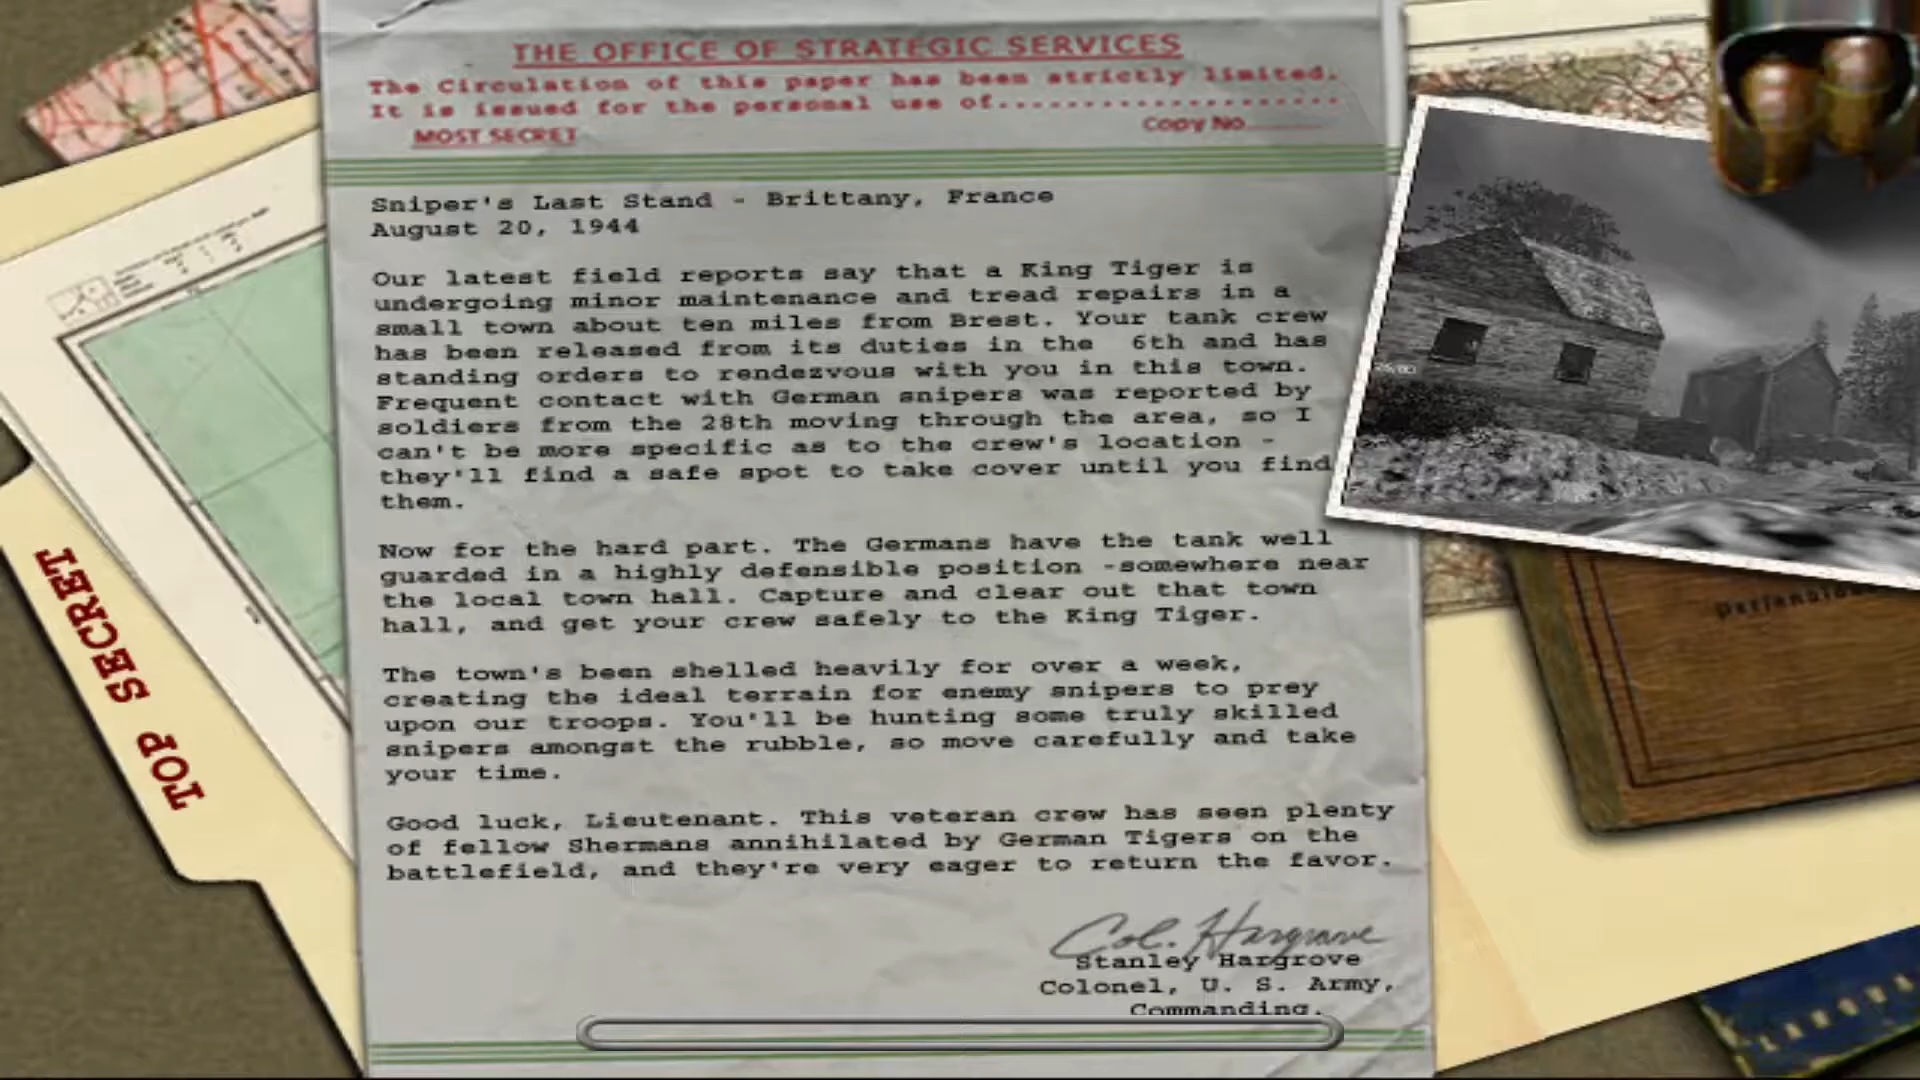 THE OFFICE OF STRATEGIC SERVICES
The Circulation of this paper has been strictly limited.
It is issued for the personal use of....................
MOST SECRET
Copy No.
Sniper's Last Stand - Brittany, France
August 20, 1944
Our latest field reports say that a King Tiger is
undergoing minor maintenance and tread repairs in a
small town about ten miles from Brest. Your tank crew
has been released from its duties in the 6th and has
standing orders to rendezvous with you in this town.
Frequent contact with German snipers was reported by
soldiers from the 28th moving through the area, so I
can't be more specific as to the crew's location -
they'll find a safe spot to take cover until you find
them.
Now for the hard part. The Germans have the tank well
guarded in a highly defensible position -somewhere near
the local town hall. Capture and clear out that town
hall, and get your crew safely to the King Tiger.
The town's been shelled heavily for over a week,
creating the ideal terrain for enemy snipers to prey
upon our troops. You'll be hunting some truly skilled
snipers amongst the rubble, so move carefully and take
your time.
Good luck, Lieutenant. This veteran crew has seen plenty
of fellow Shermans annihilated by German Tigers on the
battlefield, and they're very eager to return the favor.
Col. Hargrove
Stanley Hargrove
Colonel, U. S. Army,
Commanding.
TOP SECRET